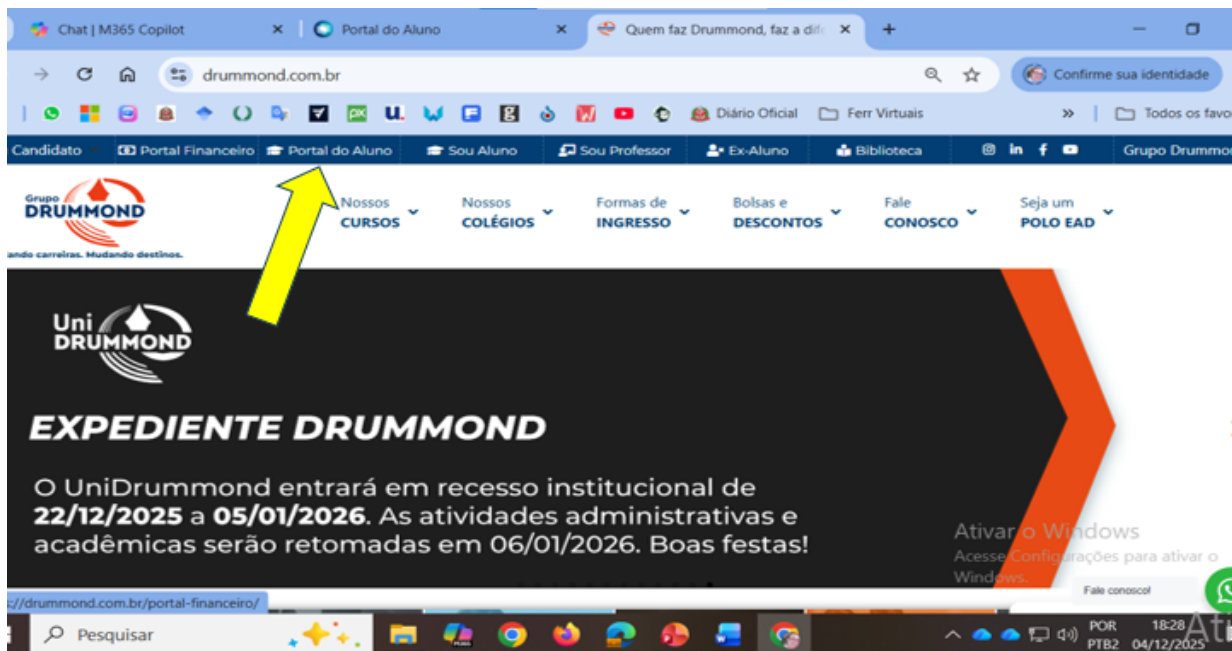 Chat | M365 Copilot
Portal do Aluno
Quem faz Drummond, faz a dif
drummond.com.br
Confirme sua identidade
Diário Oficial
Ferr Virtuais
Todos os favo
Candidato
Portal Financeiro
Portal do Aluno
Sou Aluno
Sou Professor
Ex-Aluno
Biblioteca
Grupo Drummon
Grupo
DRUMMOND
ando carreiras. Mudando destinos.
Nossos
CURSOS
Nossos
COLÉGIOS
Formas de
INGRESSO
Bolsas e
DESCONTOS
Fale
CONOSCO
Seja um
POLO EAD
Uni
DRUMMOND
EXPEDIENTE DRUMMOND
O UniDrummond entrará em recesso institucional de
22/12/2025 a 05/01/2026. As atividades administrativas e
acadêmicas serão retomadas em 06/01/2026. Boas festas!
Ativar o Windows
Acesse Configurações para ativar o
Windows.
Fale conosco!
s://drummond.com.br/portal-financeiro/
Pesquisar
POR
PTB2
18:28
04/12/2025
Ati